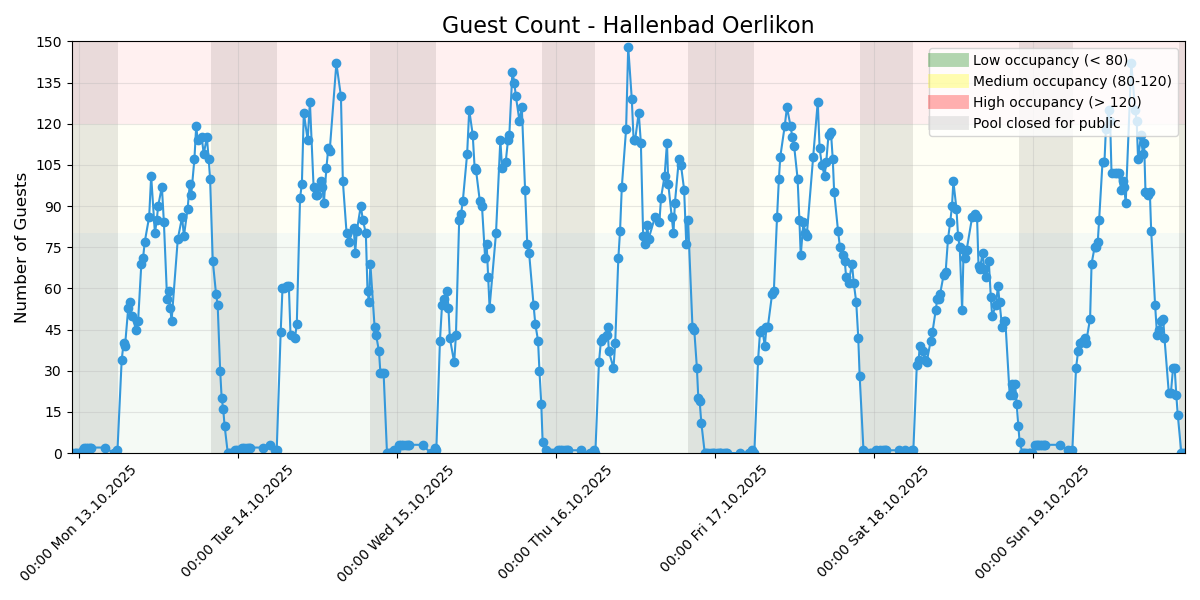 Guest Count - Hallenbad Oerlikon
Number of Guests
150
135
120
105
90
75
60
45
30
15
0
Low occupancy (< 80)
Medium occupancy (80-120)
High occupancy (> 120)
Pool closed for public
00:00 Mon 13.10.2025
00:00 Tue 14.10.2025
00:00 Wed 15.10.2025
00:00 Thu 16.10.2025
00:00 Fri 17.10.2025
00:00 Sat 18.10.2025
00:00 Sun 19.10.2025